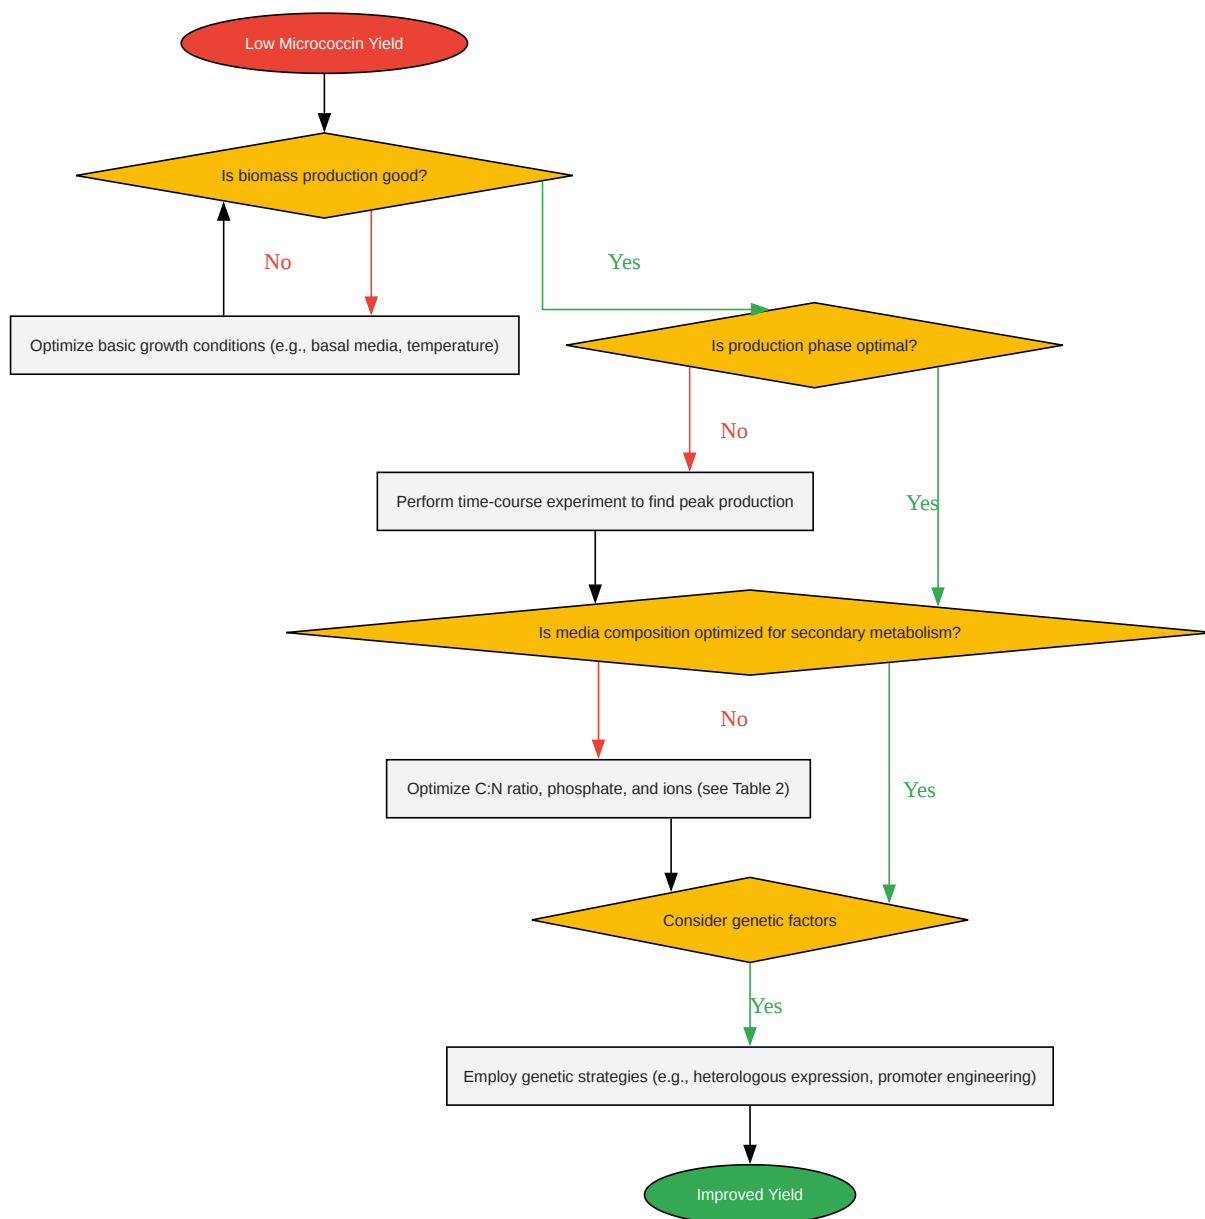 Low Micrococcin Yield
Is biomass production good?
No
Yes
Optimize basic growth conditions (e.g., basal media, temperature)
Is production phase optimal?
No
Perform time-course experiment to find peak production
Yes
Is media composition optimized for secondary metabolism?
No
Optimize C:N ratio, phosphate, and ions (see Table 2)
Yes
Consider genetic factors
Yes
Employ genetic strategies (e.g., heterologous expression, promoter engineering)
Improved Yield